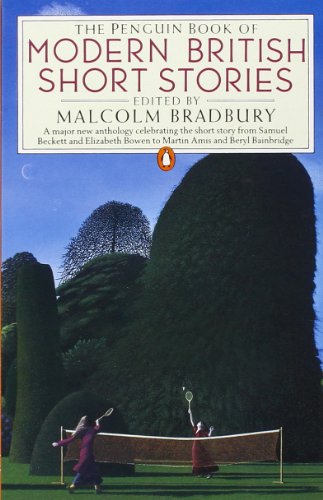 THE PENGUIN BOOK OF
MODERN BRITISH
SHORT STORIES
EDITED BY
MALCOLM BRADBURY
A major new anthology celebrating the short story from Samuel
Beckett and Elizabeth Bowen to Martin Amis and Beryl Bainbridge